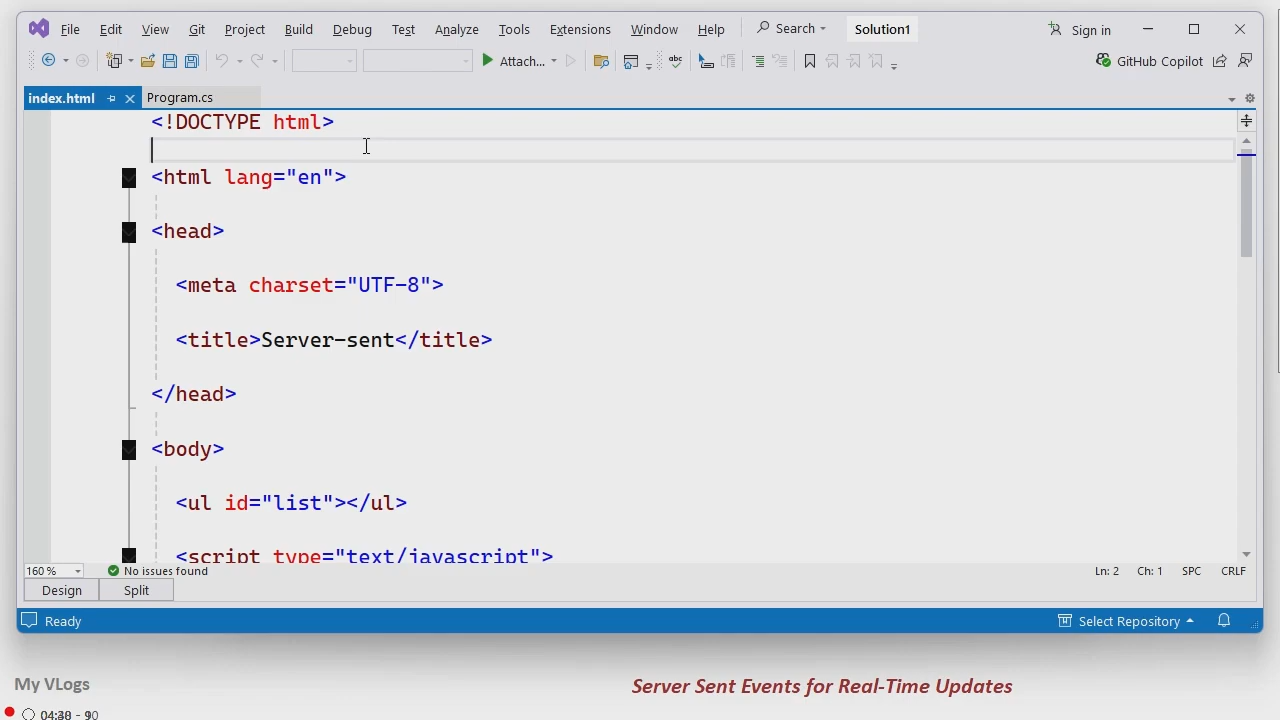 File Edit View Git Project Build Debug Test Analyze Tools Extensions Window Help Search Solution1 Sign in
Attach... abc GitHub Copilot
index.html Program.cs
<!DOCTYPE html>
<html lang="en">
<head>
<meta charset="UTF-8">
<title>Server-sent</title>
</head>
<body>
<ul id="list"></ul>
<script type="text/javascript">
160 % No issues found Ln: 2 Ch: 1 SPC CRLF
Design Split
Ready Select Repository
My VLogs Server Sent Events for Real-Time Updates